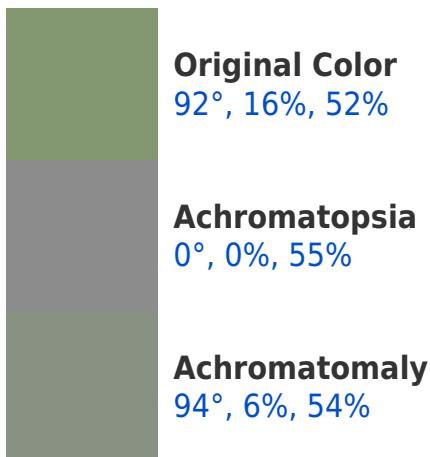 Original Color
92°, 16%, 52%
Achromatopsia
0°, 0%, 55%
Achromatomaly
94°, 6%, 54%